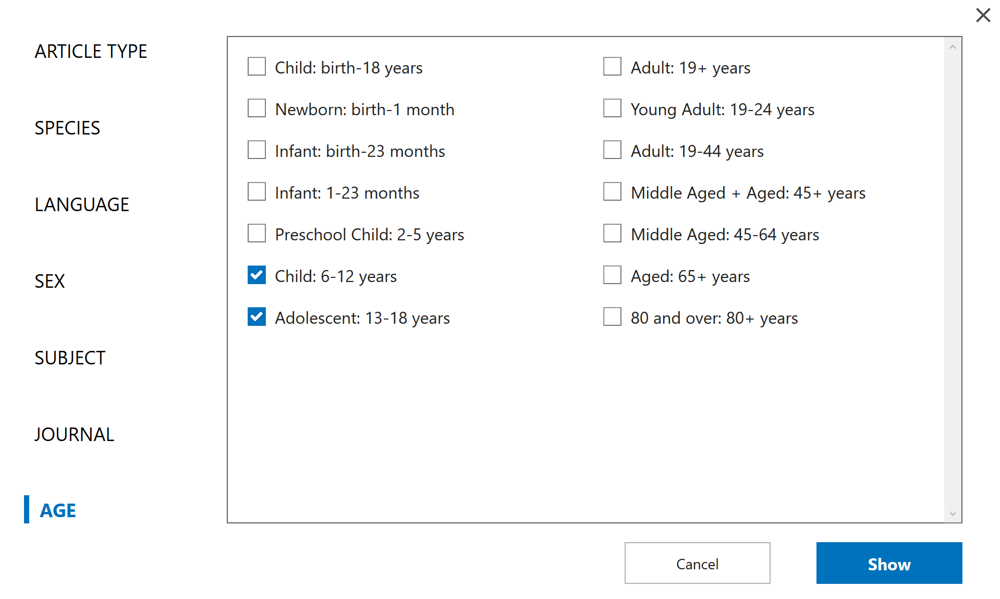 ARTICLE TYPE
SPECIES
LANGUAGE
SEX
SUBJECT
JOURNAL
AGE
Child: birth-18 years
Newborn: birth-1 month
Infant: birth-23 months
Infant: 1-23 months
Preschool Child: 2-5 years
Child: 6-12 years
Adolescent: 13-18 years
Adult: 19+ years
Young Adult: 19-24 years
Adult: 19-44 years
Middle Aged + Aged: 45+ years
Middle Aged: 45-64 years
Aged: 65+ years
80 and over: 80+ years
Cancel
Show